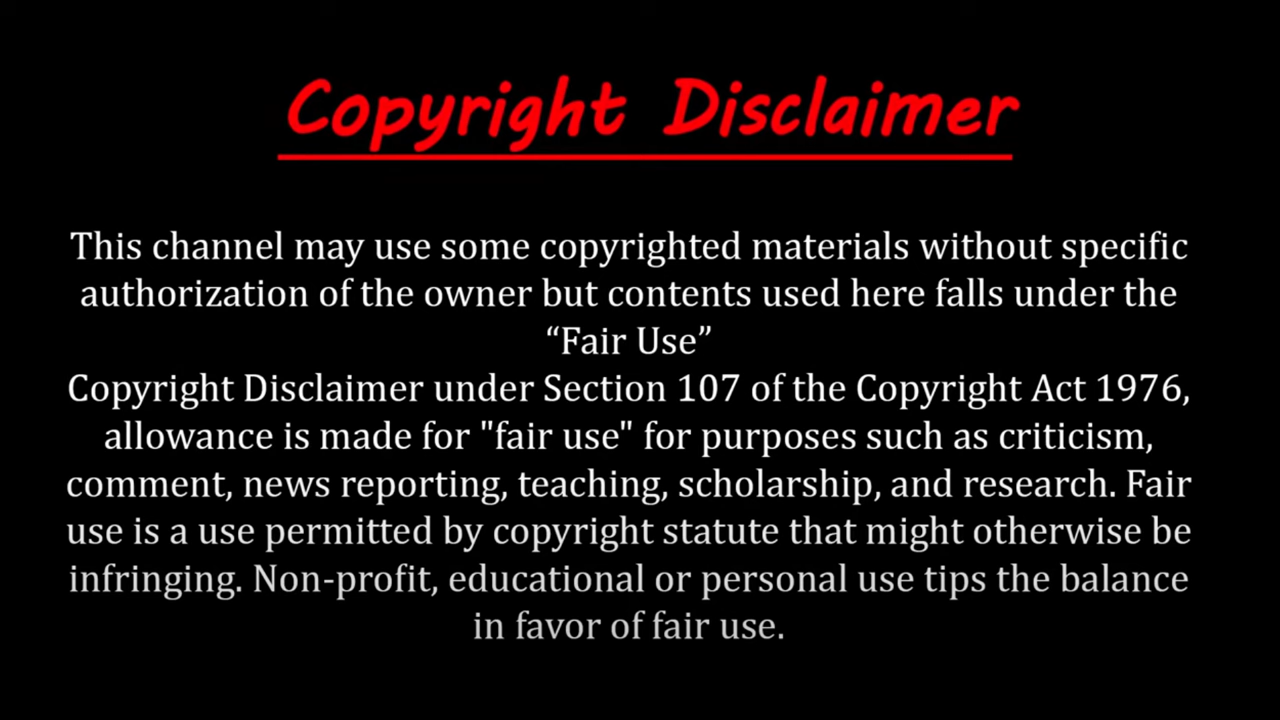 Copyright Disclaimer
This channel may use some copyrighted materials without specific
authorization of the owner but contents used here falls under the
“Fair Use”
Copyright Disclaimer under Section 107 of the Copyright Act 1976,
allowance is made for "fair use" for purposes such as criticism,
comment, news reporting, teaching, scholarship, and research. Fair
use is a use permitted by copyright statute that might otherwise be
infringing. Non-profit, educational or personal use tips the balance
in favor of fair use.